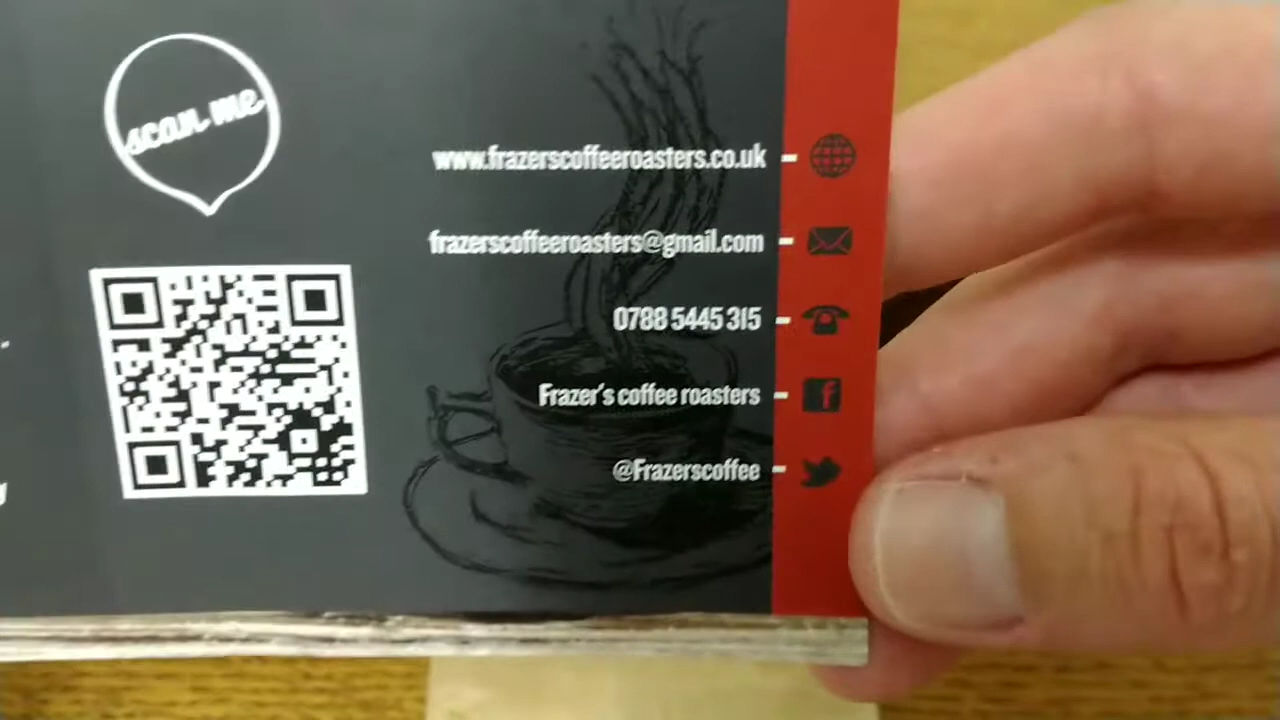 scan me
www.frazerscoffeeroasters.co.uk
frazerscoffeeroasters@gmail.com
0788 5445 315
Frazer's coffee roasters
@Frazerscoffee